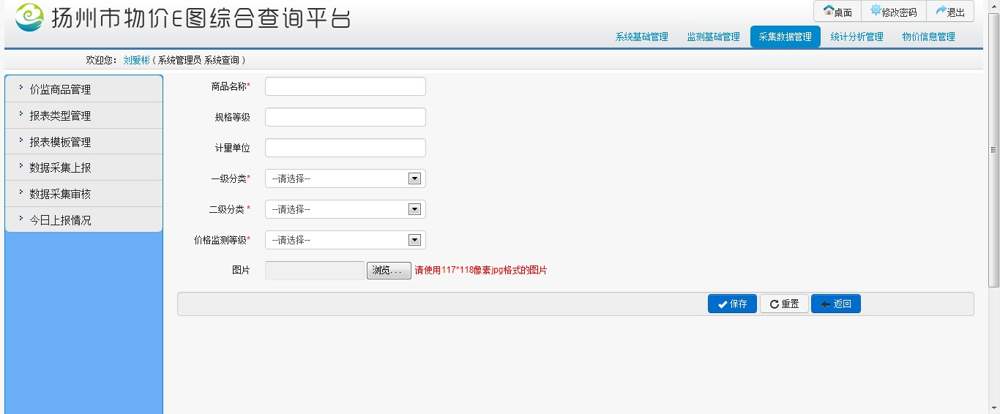 扬州市物价E图综合查询平台
桌面 修改密码 退出
系统基础管理 监测基础管理 采集数据管理 统计分析管理 物价信息管理
欢迎您： 刘爱彬 ( 系统管理员 系统查询 )
价监商品管理
报表类型管理
报表模板管理
数据采集上报
数据采集审核
今日上报情况
商品名称*
规格等级
计量单位
一级分类* --请选择--
二级分类 * --请选择--
价格监测等级* --请选择--
图片 浏览... 请使用117*118像素jpg格式的图片
保存 重置 返回